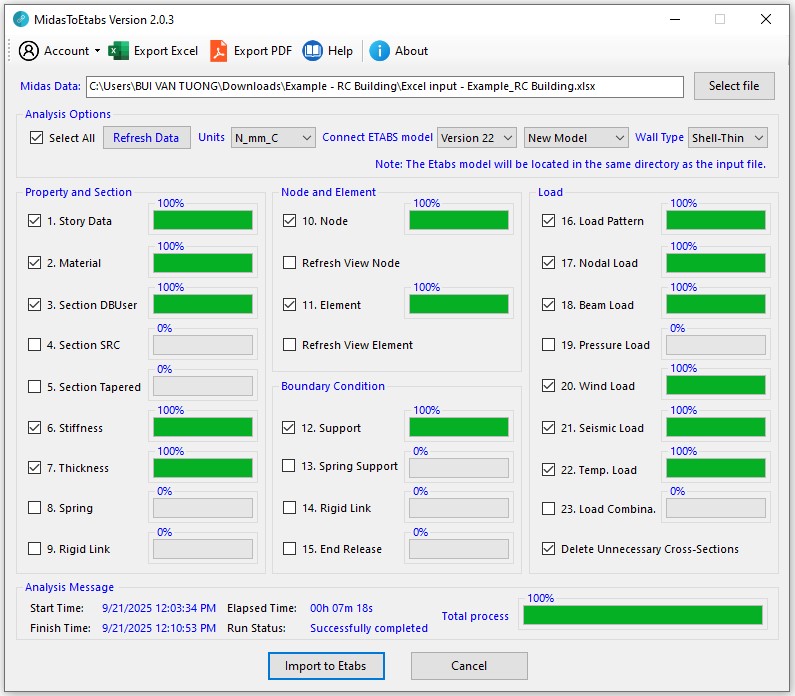 MidasToEtabs Version 2.0.3
Account Export Excel Export PDF Help About
Midas Data: C:\Users\BUI VAN TUONG\Downloads\Example - RC Building\Excel input - Example_RC Building.xlsx Select file
Analysis Options
Select All Refresh Data Units N_mm_C Connect ETABS model Version 22 New Model Wall Type Shell-Thin
Note: The Etabs model will be located in the same directory as the input file.
Property and Section
100%
1. Story Data
100%
2. Material
100%
3. Section DBUser
0%
4. Section SRC
0%
5. Section Tapered
100%
6. Stiffness
100%
7. Thickness
0%
8. Spring
0%
9. Rigid Link
Node and Element
100%
10. Node
Refresh View Node
100%
11. Element
Refresh View Element
Boundary Condition
100%
12. Support
0%
13. Spring Support
0%
14. Rigid Link
0%
15. End Release
Load
100%
16. Load Pattern
100%
17. Nodal Load
100%
18. Beam Load
0%
19. Pressure Load
100%
20. Wind Load
100%
21. Seismic Load
100%
22. Temp. Load
0%
23. Load Combina.
Delete Unnecessary Cross-Sections
Analysis Message
Start Time: 9/21/2025 12:03:34 PM Elapsed Time: 00h 07m 18s
Finish Time: 9/21/2025 12:10:53 PM Run Status: Successfully completed
Total process
100%
Import to Etabs Cancel